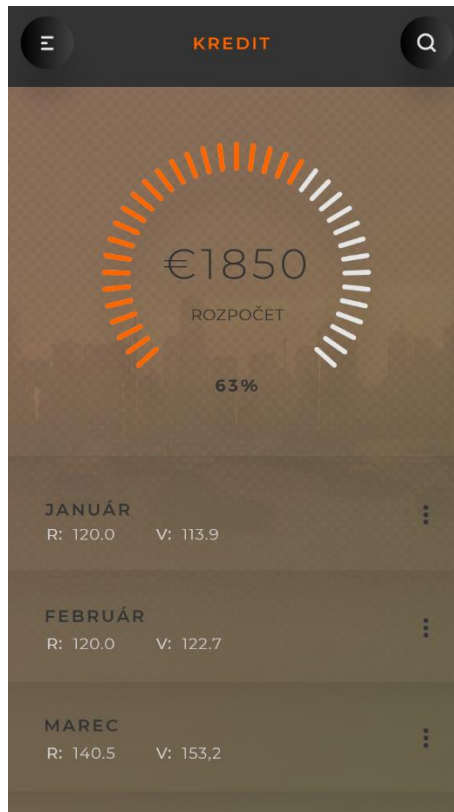 KREDIT
€1850
ROZPOČET
63%
JANUÁR
R: 120.0 V: 113.9
FEBRUÁR
R: 120.0 V: 122.7
MAREC
R: 140.5 V: 153,2